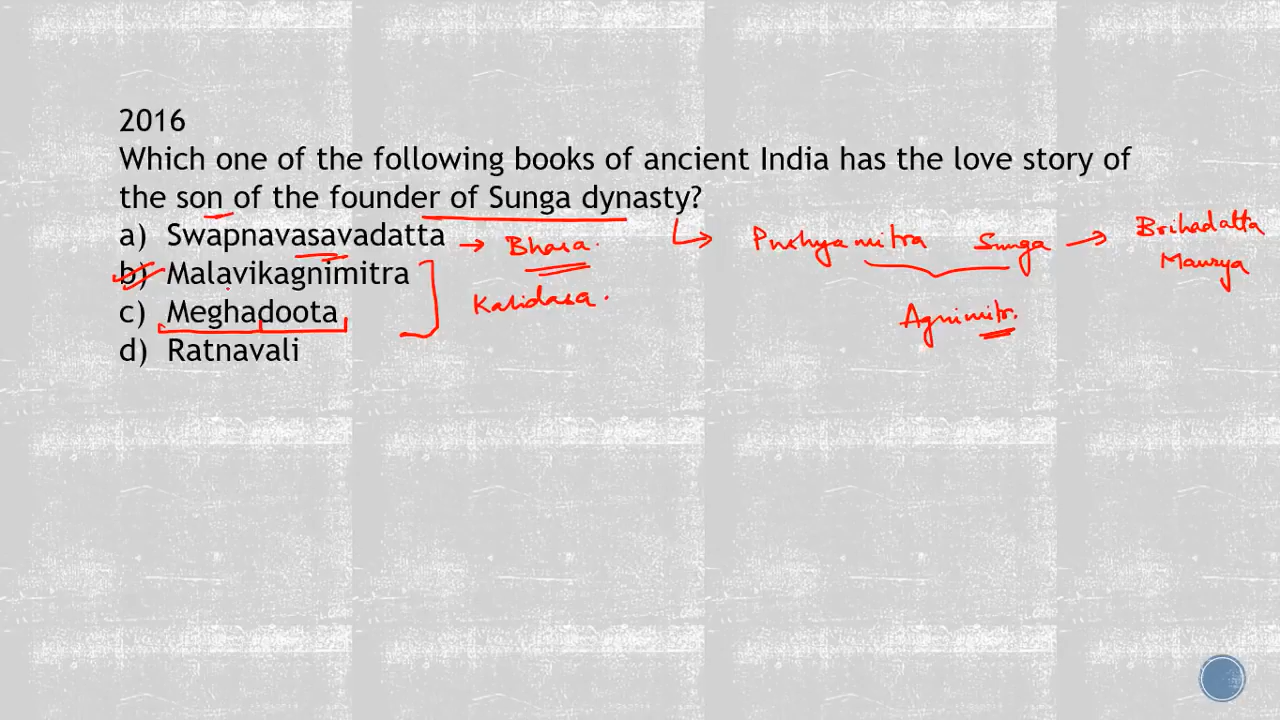 2016
Which one of the following books of ancient India has the love story of
the son of the founder of Sunga dynasty?
a) Swapnavasavadatta → Bhasa.
b) Malavikagnimitra
c) Meghadoota
d) Ratnavali
Kalidasa.
Pushyamitra Sunga → Brihadatta
Maurya
Agnimitr.